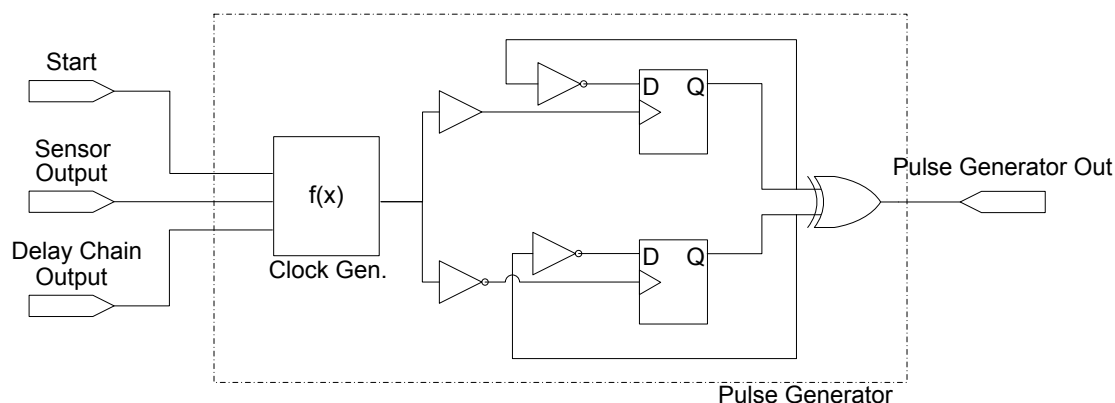 Start
Sensor
Output
Delay Chain
Output
f(x)
Clock Gen.
D Q
D Q
Pulse Generator Out
Pulse Generator